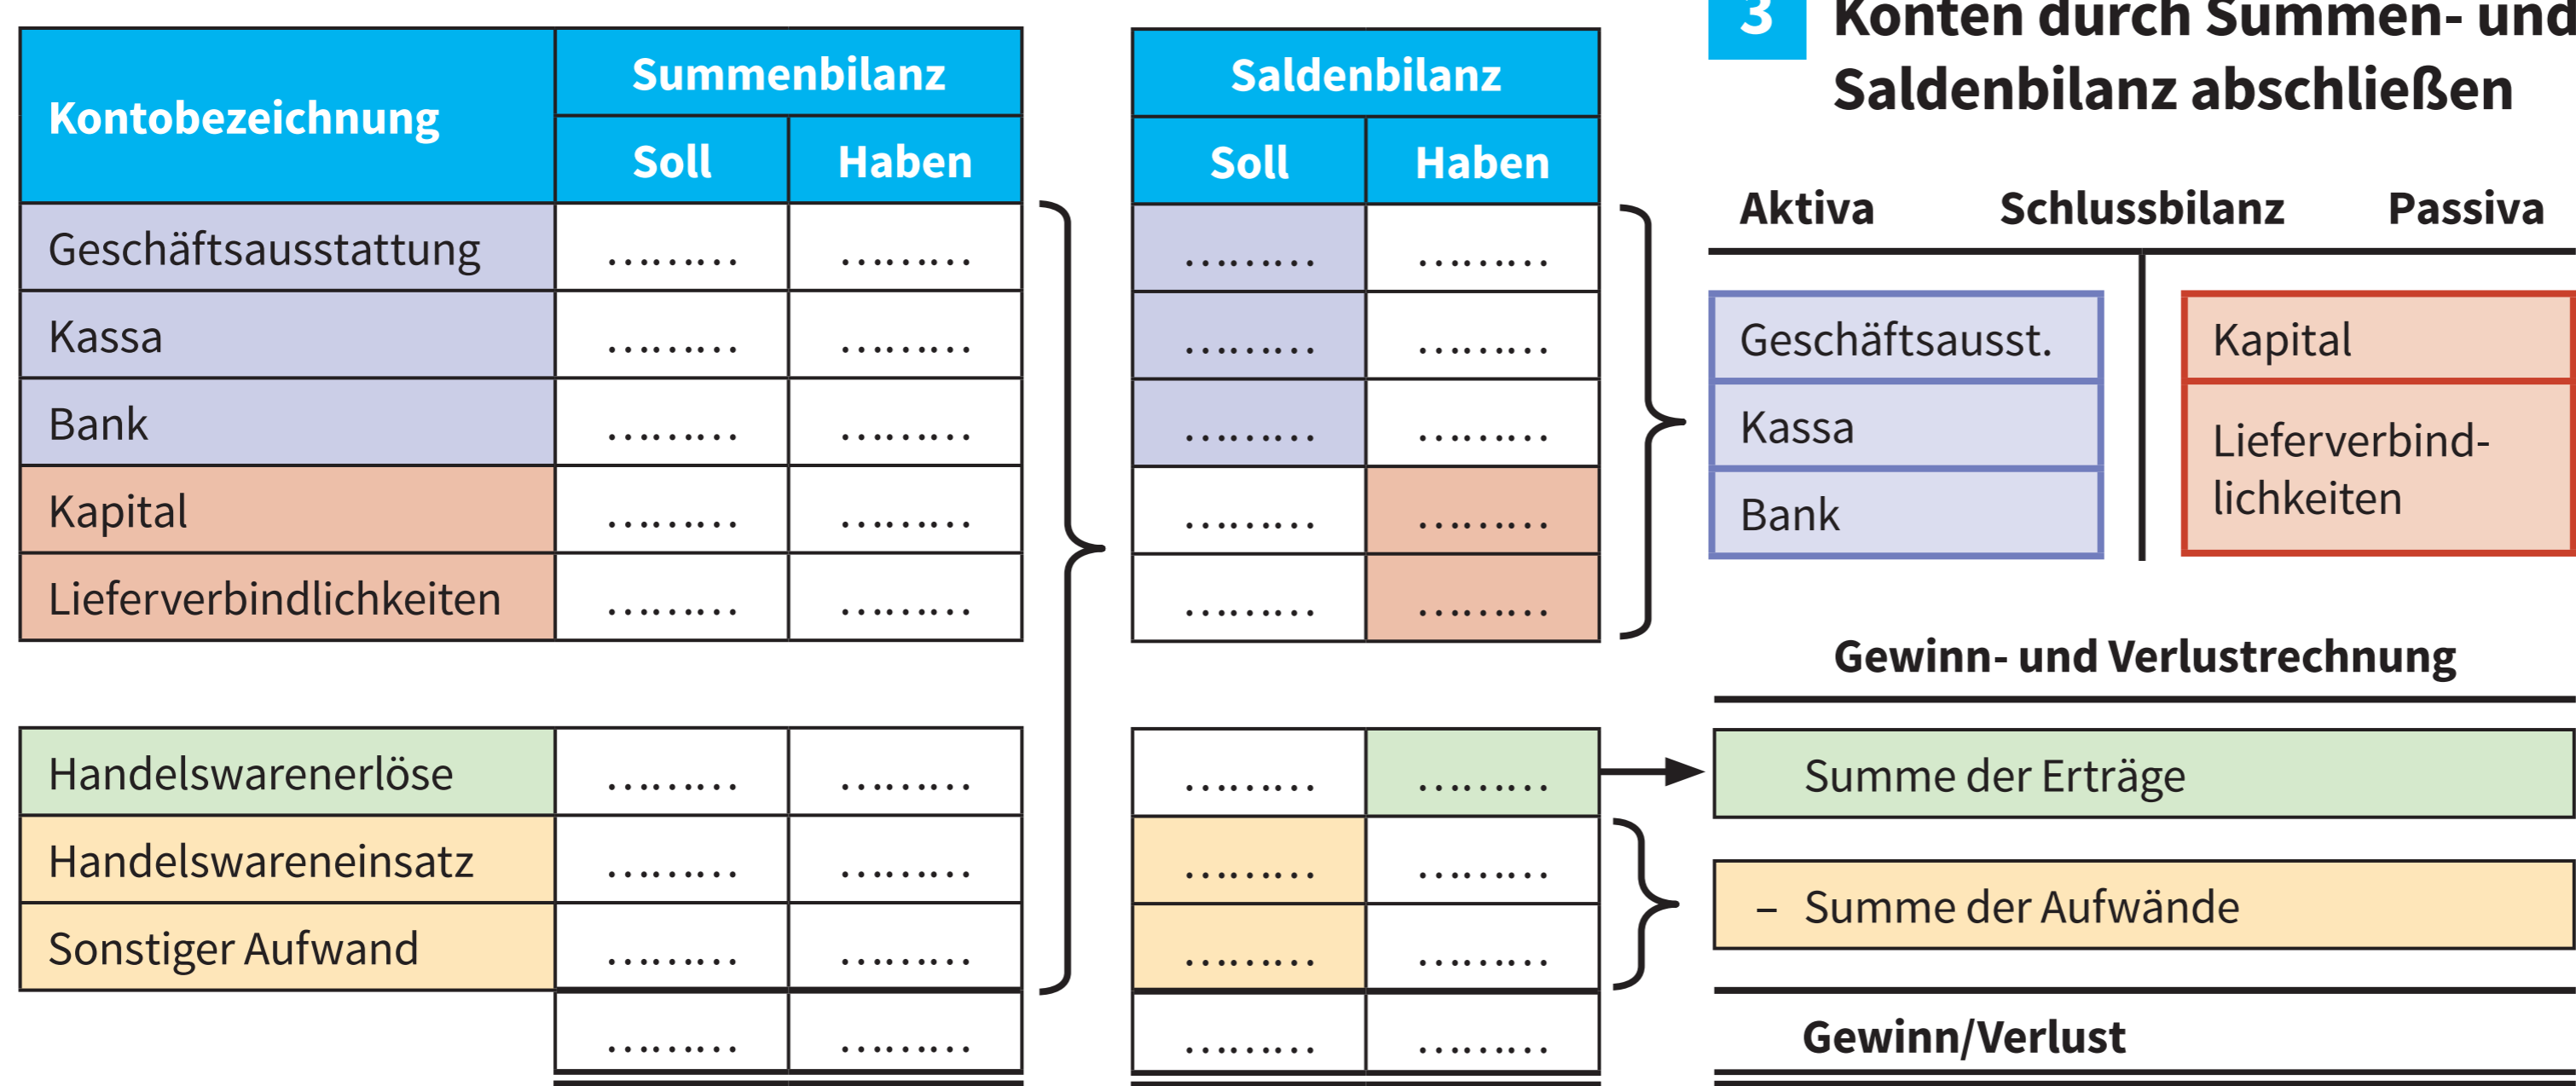 3 Konten durch Summen- und
Saldenbilanz abschließen
Kontobezeichnung
Summenbilanz
Soll Haben
Geschäftsausstattung ......... .........
Kassa ......... .........
Bank ......... .........
Kapital ......... .........
Lieferverbindlichkeiten ......... .........
Handelswarenerlöse ......... .........
Handelswareneinsatz ......... .........
Sonstiger Aufwand ......... .........
......... .........
Saldenbilanz
Soll Haben
......... .........
......... .........
......... .........
......... .........
......... .........
......... .........
......... .........
......... .........
......... .........
Aktiva Schlussbilanz Passiva
Geschäftsausst.
Kassa
Bank
Kapital
Lieferverbind-
lichkeiten
Gewinn- und Verlustrechnung
Summe der Erträge
– Summe der Aufwände
Gewinn/Verlust